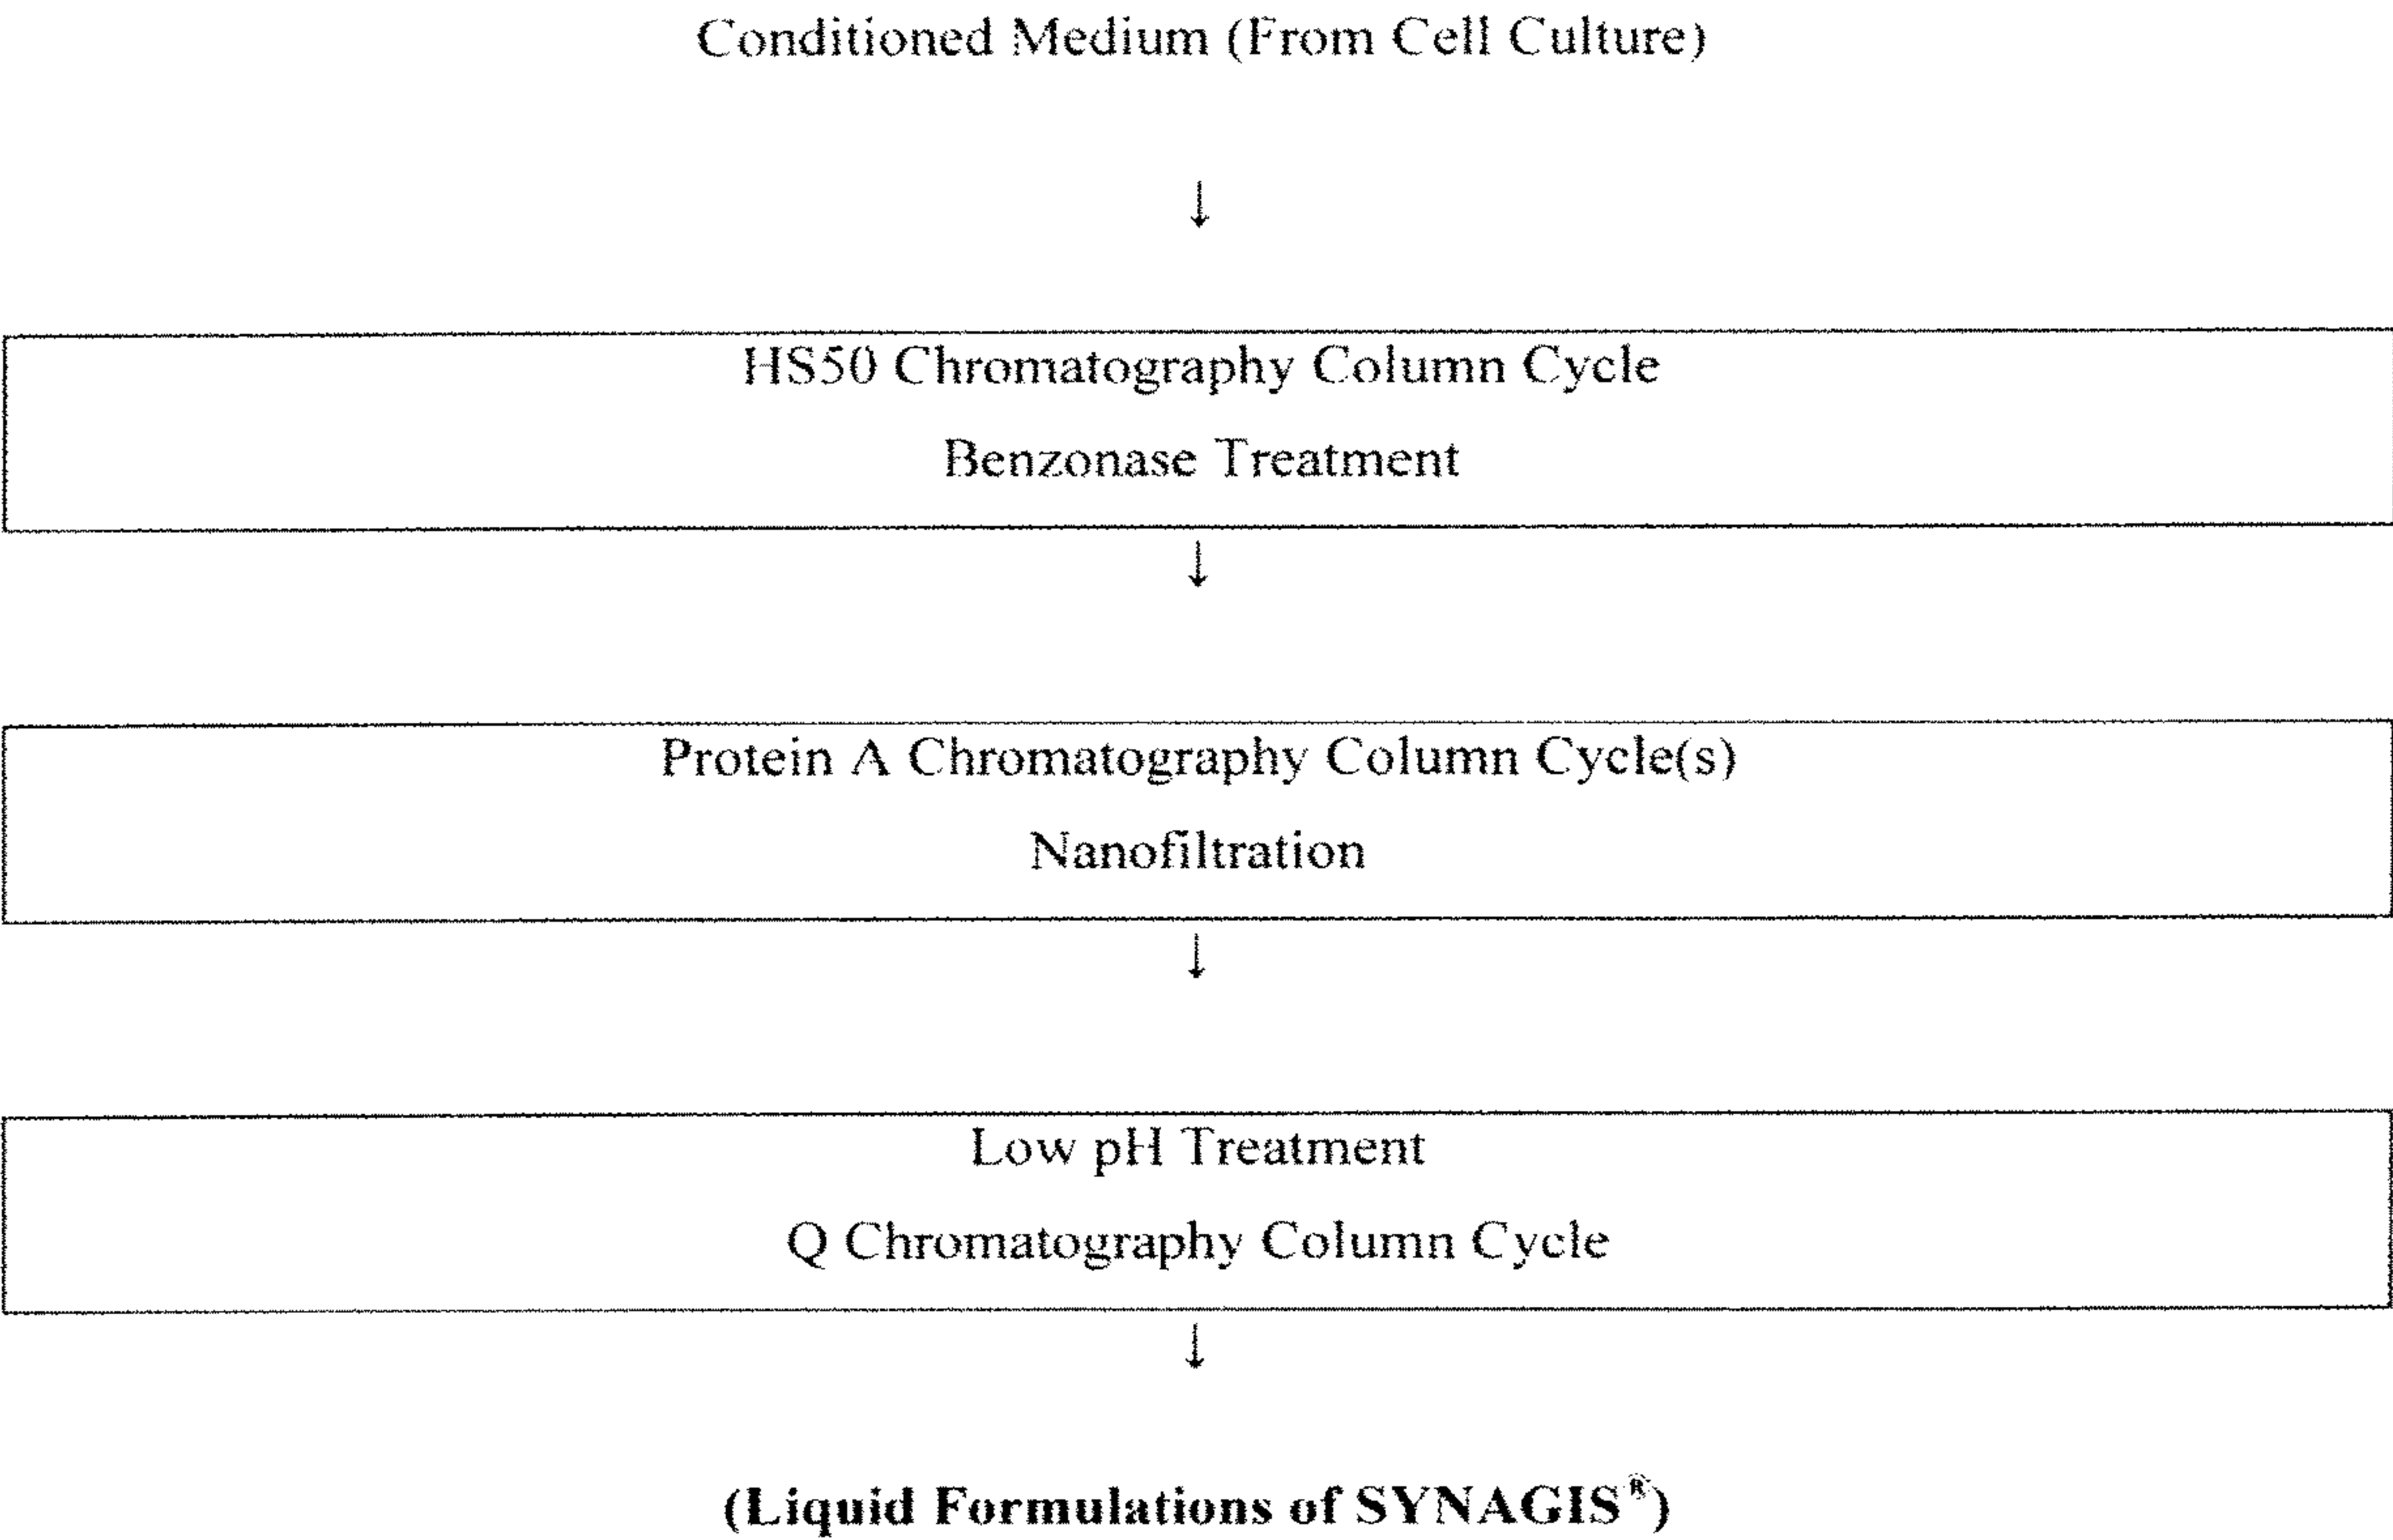 Conditioned Medium (From Cell Culture)
↓
HS50 Chromatography Column Cycle
Benzonase Treatment
↓
Protein A Chromatography Column Cycle(s)
Nanofiltration
↓
Low pH Treatment
Q Chromatography Column Cycle
↓
(Liquid Formulations of SYNAGIS®)